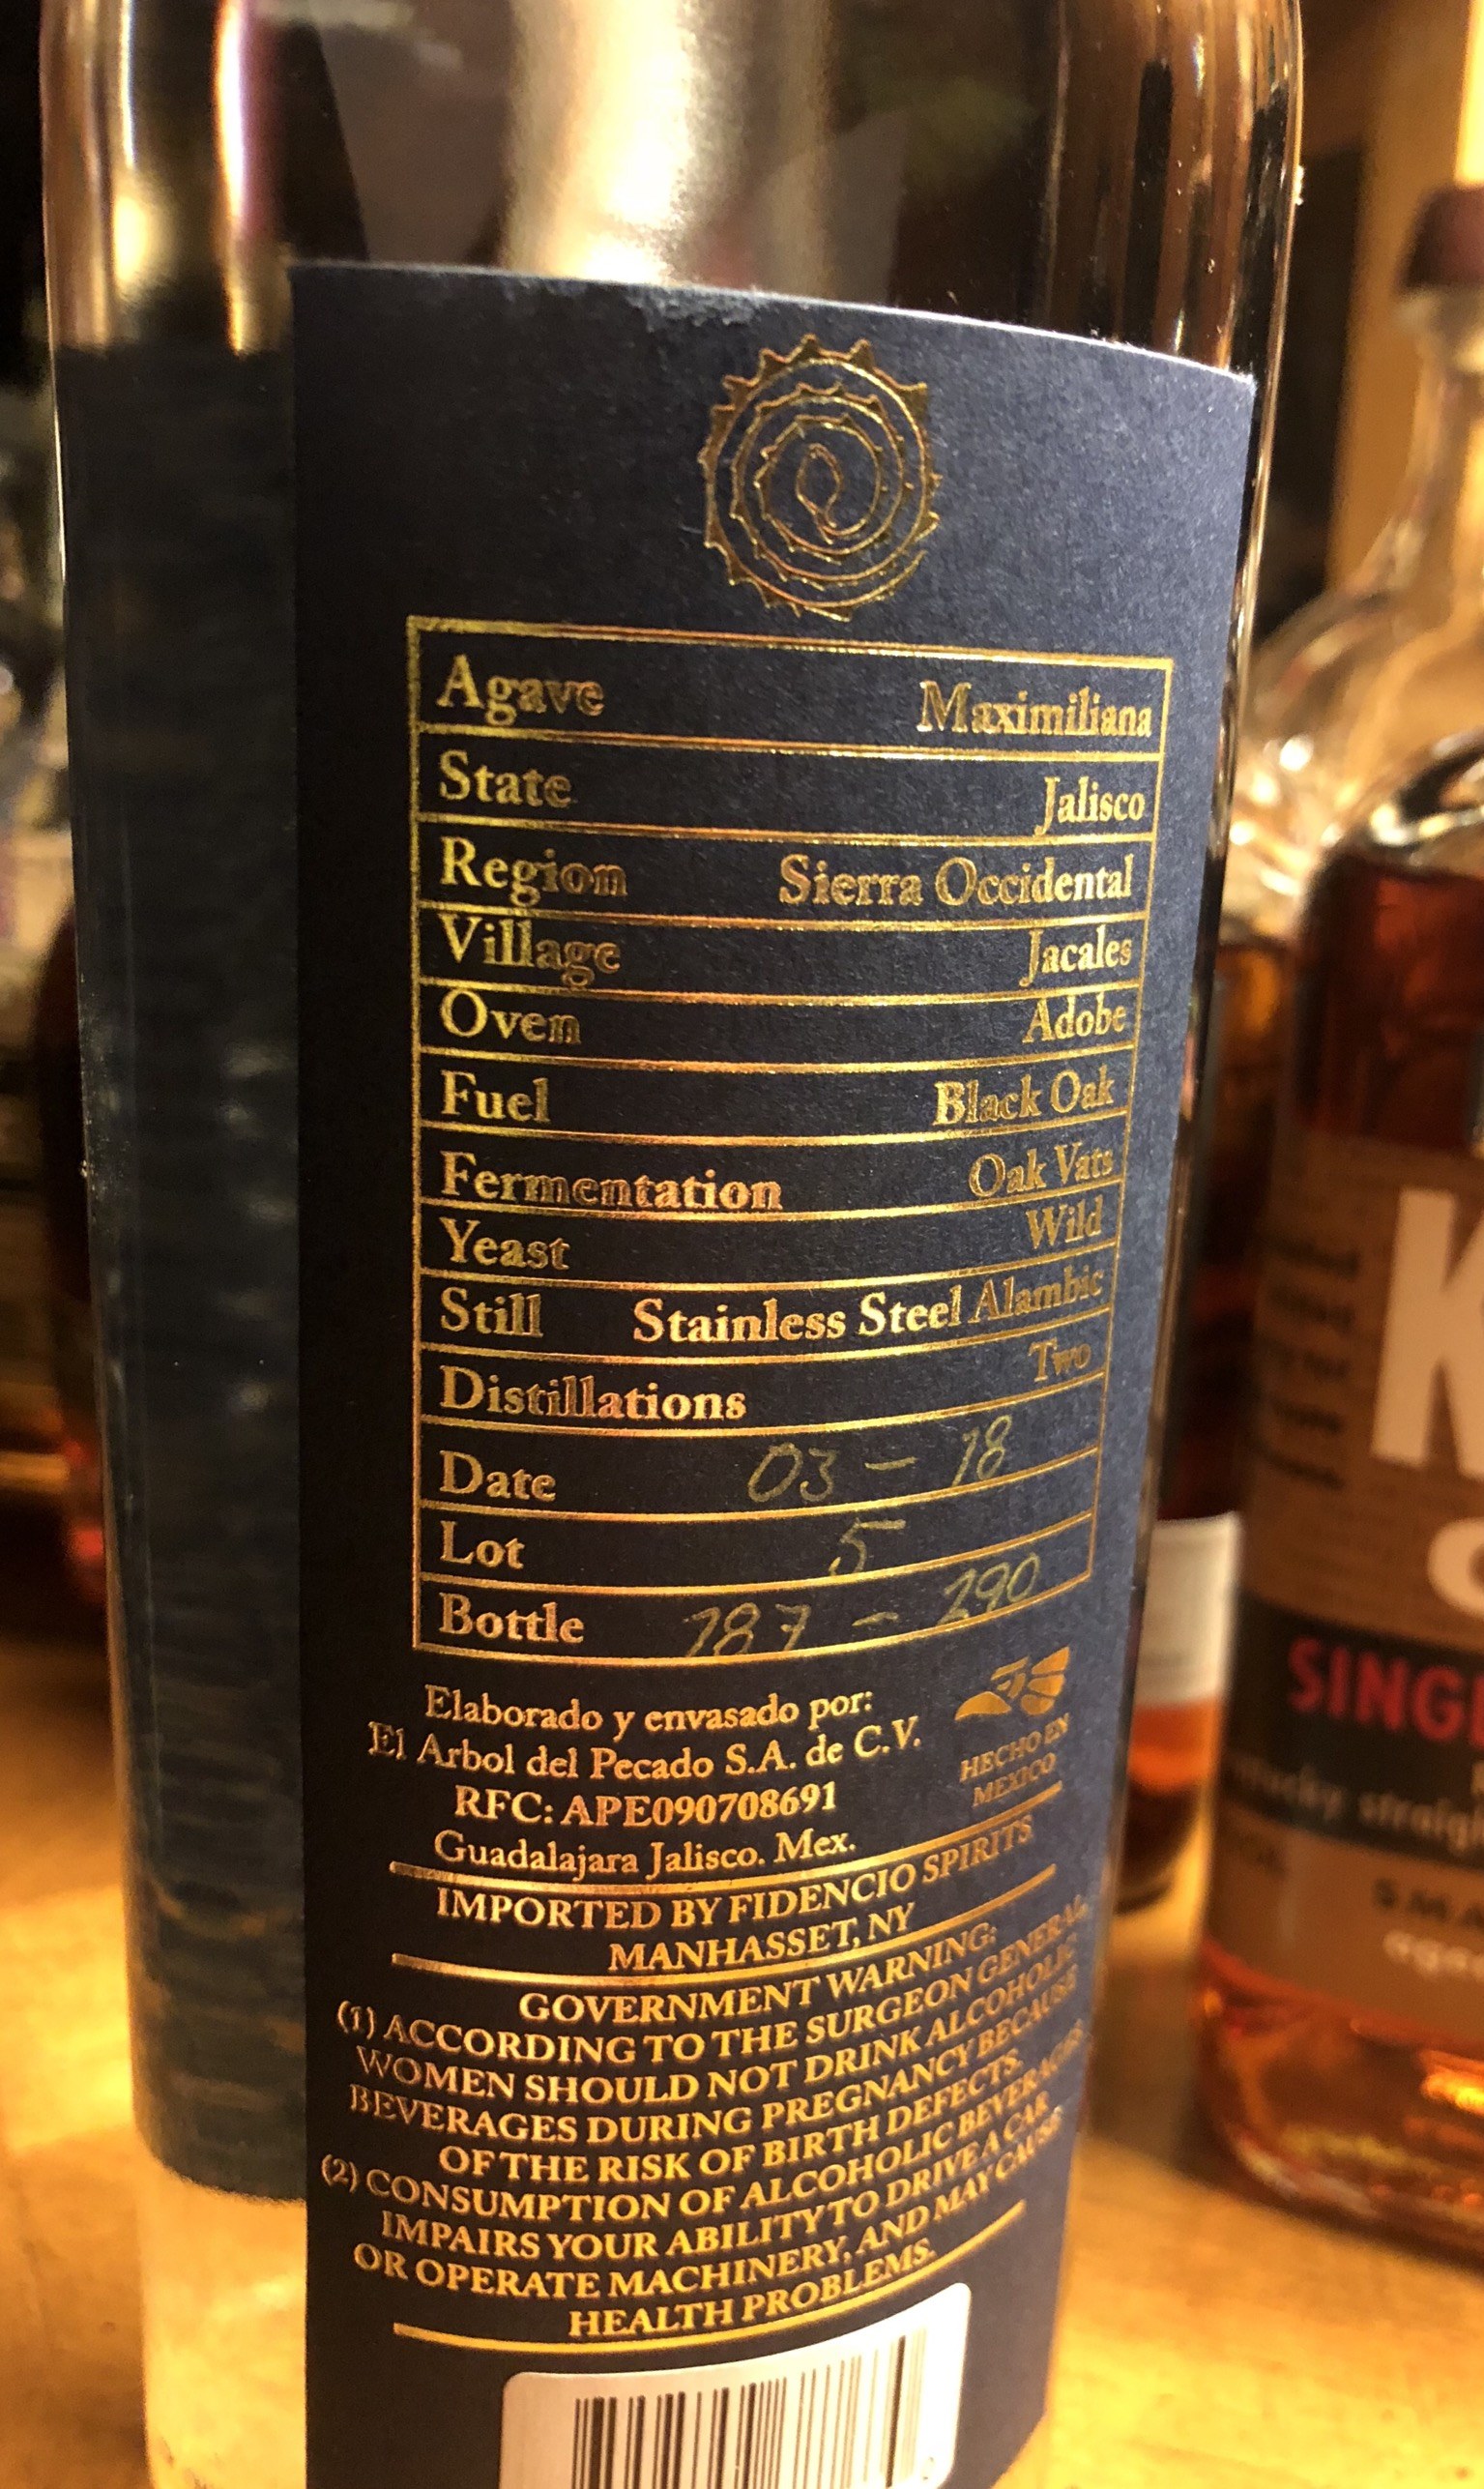 Agave Maximiliana
State Jalisco
Region Sierra Occidental
Village Jacales
Oven Adobe
Fuel Black Oak
Fermentation Oak Vats
Yeast Wild
Still Stainless Steel Alambic
Distillations Two
Date 03 - 18
Lot 5
Bottle 187 - 290
Elaborado y envasado por:
El Arbol del Pecado S.A. de C.V.
RFC: APE090708691
Guadalajara Jalisco. Mex.
HECHO EN
MEXICO
IMPORTED BY FIDENCIO SPIRITS
MANHASSET, NY
GOVERNMENT WARNING:
(1) ACCORDING TO THE SURGEON GENERAL,
WOMEN SHOULD NOT DRINK ALCOHOLIC
BEVERAGES DURING PREGNANCY BECAUSE
OF THE RISK OF BIRTH DEFECTS.
(2) CONSUMPTION OF ALCOHOLIC BEVERAGES
IMPAIRS YOUR ABILITY TO DRIVE A CAR
OR OPERATE MACHINERY, AND MAY CAUSE
HEALTH PROBLEMS.